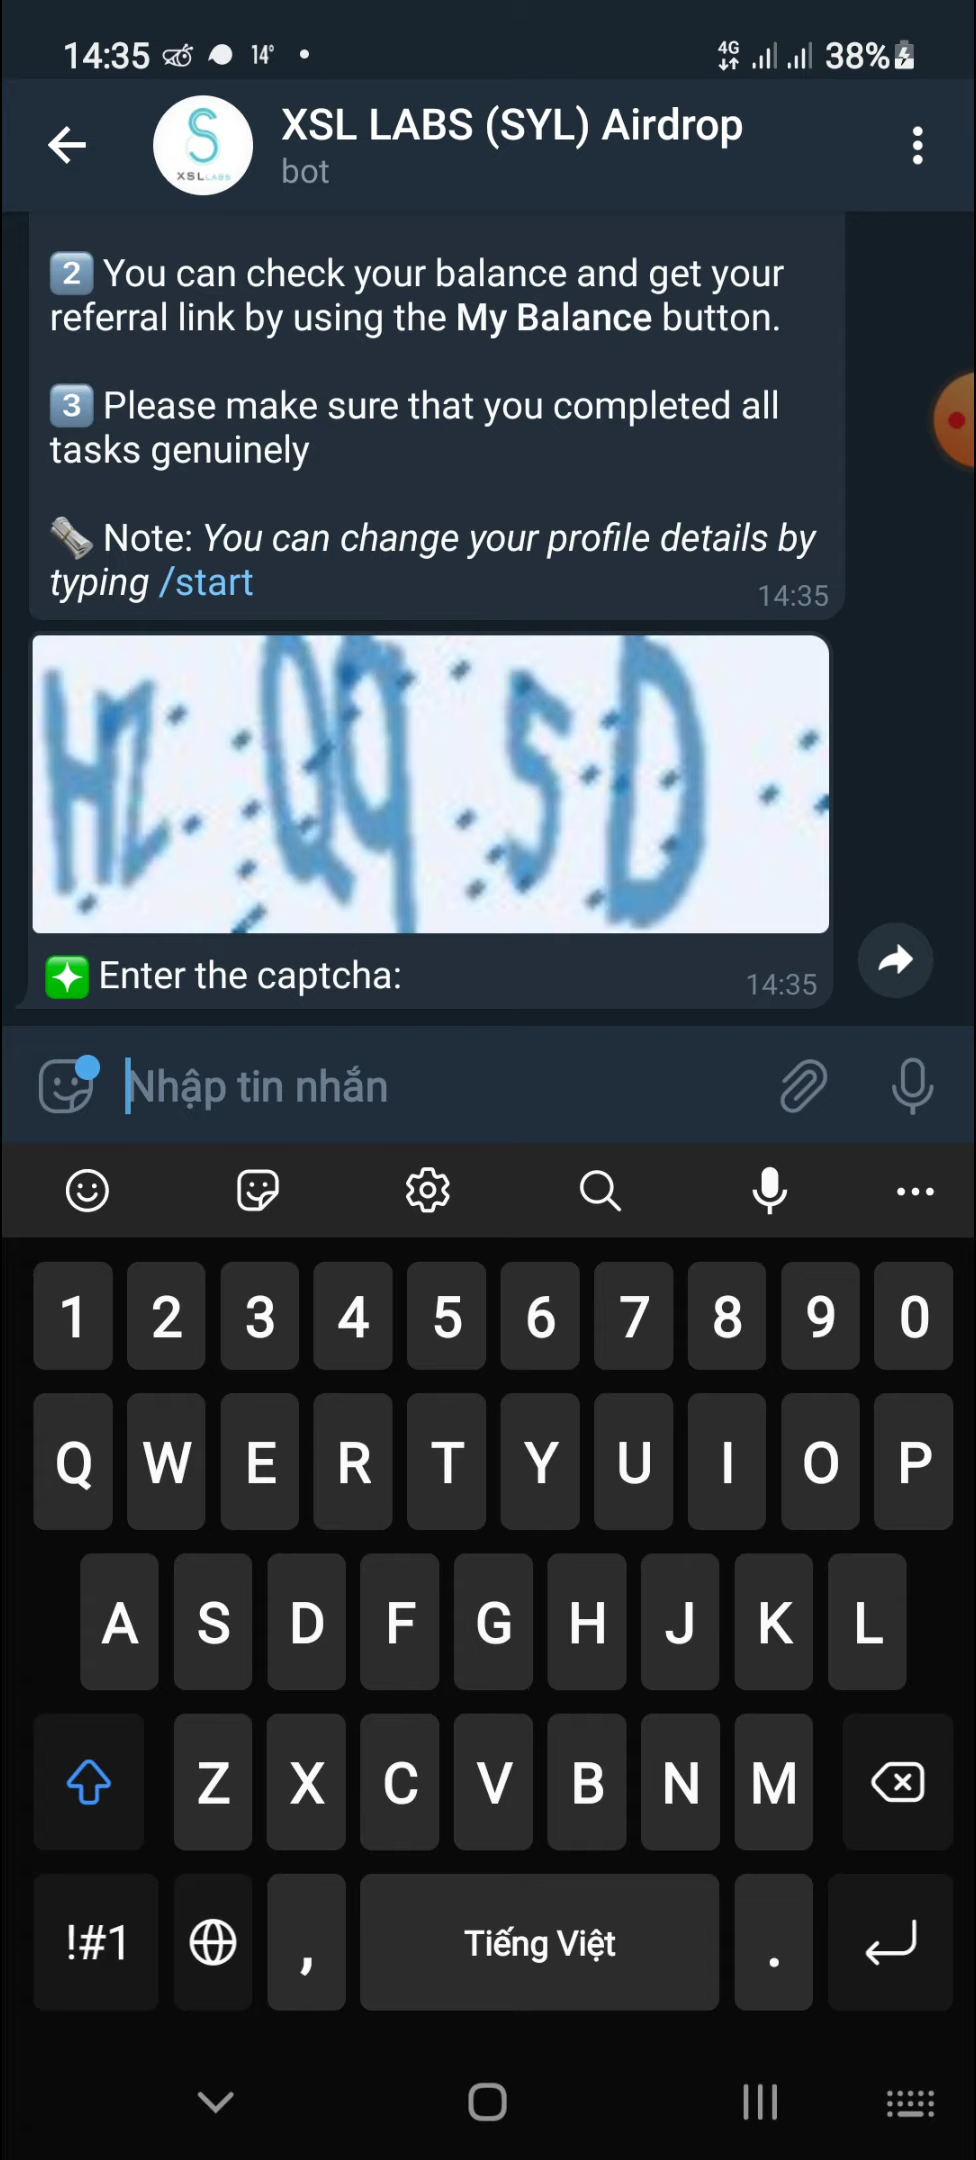 14:35 14° 4G 38%
XSL LABS (SYL) Airdrop
bot
XSLLABS
2 You can check your balance and get your
referral link by using the My Balance button.
3 Please make sure that you completed all
tasks genuinely
Note: You can change your profile details by
typing /start
14:35
Enter the captcha:
14:35
Nhập tin nhắn
1 2 3 4 5 6 7 8 9 0
Q W E R T Y U I O P
A S D F G H J K L
Z X C V B N M
!#1 , Tiếng Việt .